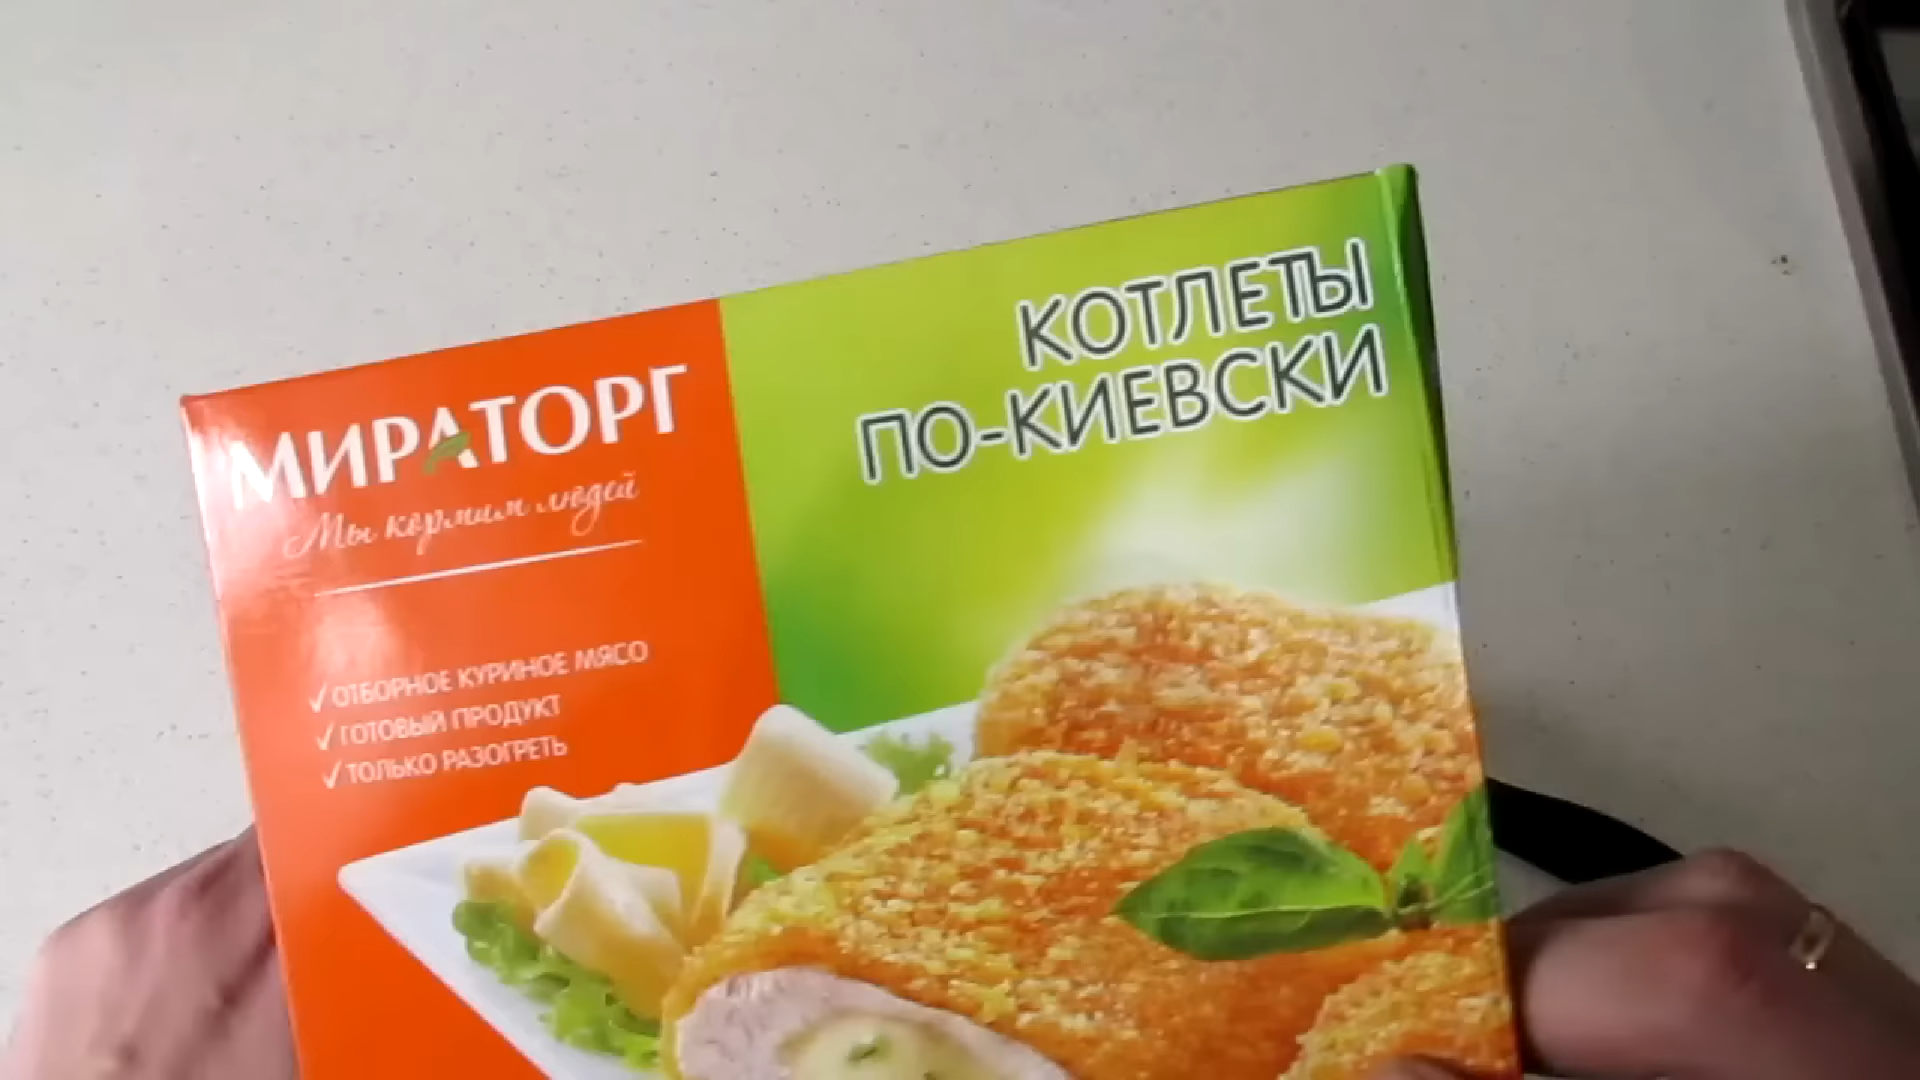 МИРАТОРГ
Мы кормим людей
✓ ОТБОРНОЕ КУРИНОЕ МЯСО
✓ ГОТОВЫЙ ПРОДУКТ
✓ ТОЛЬКО РАЗОГРЕТЬ
КОТЛЕТЫ
ПО-КИЕВСКИ